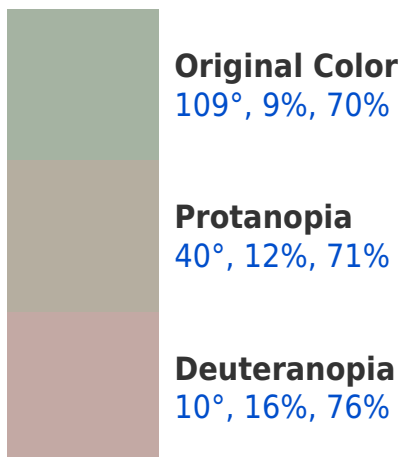 Original Color
109°, 9%, 70%
Protanopia
40°, 12%, 71%
Deuteranopia
10°, 16%, 76%